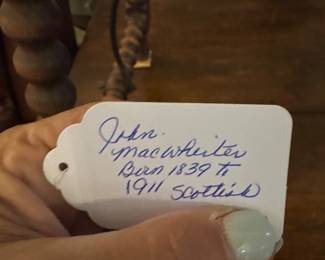 John
MacWhirter
Born 1839 to
1911 Scottish